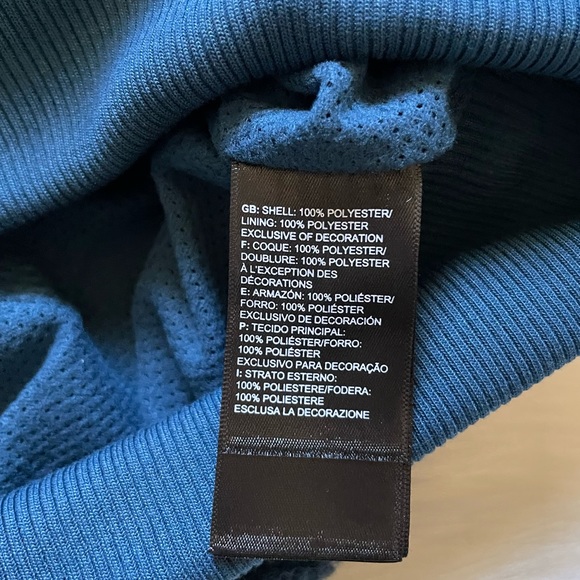 GB: SHELL: 100% POLYESTER/
LINING: 100% POLYESTER
EXCLUSIVE OF DECORATION
F: COQUE: 100% POLYESTER/
DOUBLURE: 100% POLYESTER
À L'EXCEPTION DES
DÉCORATIONS
E: ARMAZÓN: 100% POLIÉSTER/
FORRO: 100% POLIÉSTER
EXCLUSIVO DE DECORACIÓN
P: TECIDO PRINCIPAL:
100% POLIÉSTER/FORRO:
100% POLIÉSTER
EXCLUSIVO PARA DECORAÇÃO
I: STRATO ESTERNO:
100% POLIESTERE/FODERA:
100% POLIESTERE
ESCLUSA LA DECORAZIONE